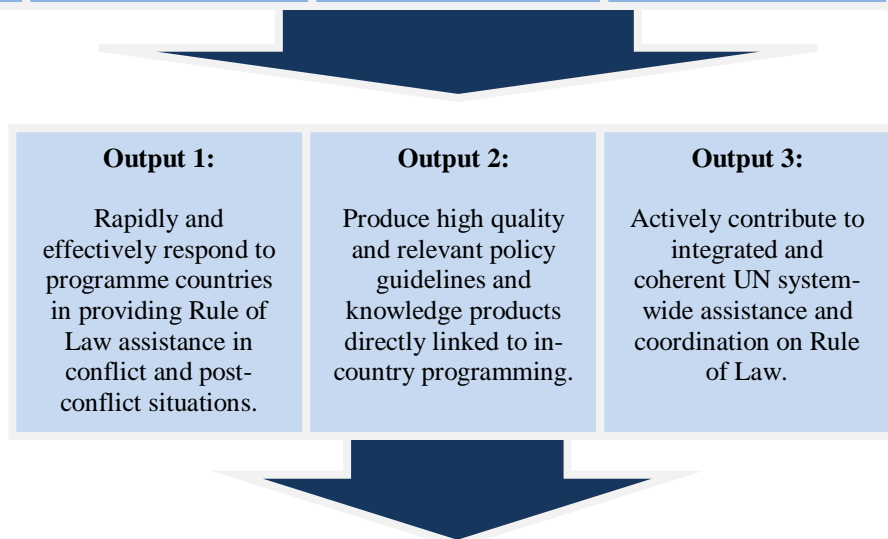 Output 1:
Rapidly and
effectively respond to
programme countries
in providing Rule of
Law assistance in
conflict and post-
conflict situations.
Output 2:
Produce high quality
and relevant policy
guidelines and
knowledge products
directly linked to in-
country programming.
Output 3:
Actively contribute to
integrated and
coherent UN system-
wide assistance and
coordination on Rule
of Law.